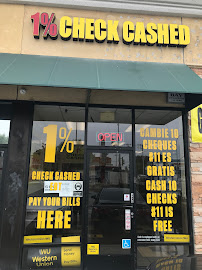 1% CHECK CASHED
OPEN
1%
CHECK CASHED
PAY YOUR BILLS
HERE
WU
Western
Union
CAMBIE 10
CHEQUES
#11 ES
GRATIS
CASH 10
CHECKS
#11 IS
FREE